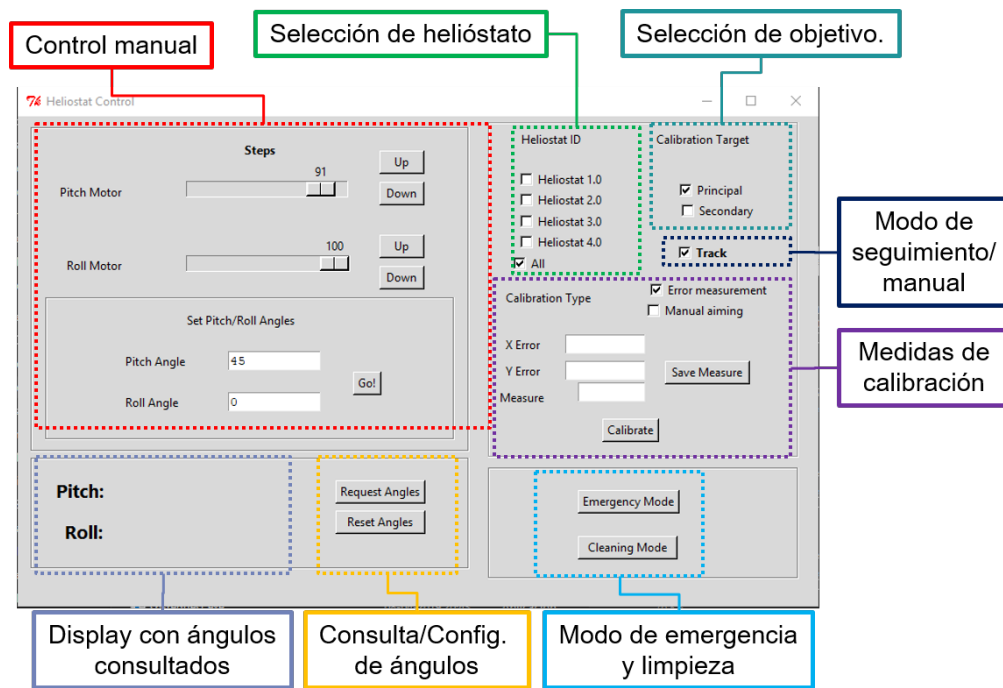 Control manual
Selección de helióstato
Selección de objetivo.
Heliostat Control
Steps
91
Pitch Motor
Up
Down
100
Roll Motor
Up
Down
Set Pitch/Roll Angles
Pitch Angle
45
Roll Angle
0
Go!
Heliostat ID
Heliostat 1.0
Heliostat 2.0
Heliostat 3.0
Heliostat 4.0
All
Calibration Target
Principal
Secondary
Track
Modo de
seguimiento/
manual
Calibration Type
Error measurement
Manual aiming
X Error
Y Error
Measure
Save Measure
Calibrate
Medidas de
calibración
Pitch:
Roll:
Request Angles
Reset Angles
Emergency Mode
Cleaning Mode
Display con ángulos
consultados
Consulta/Config.
de ángulos
Modo de emergencia
y limpieza